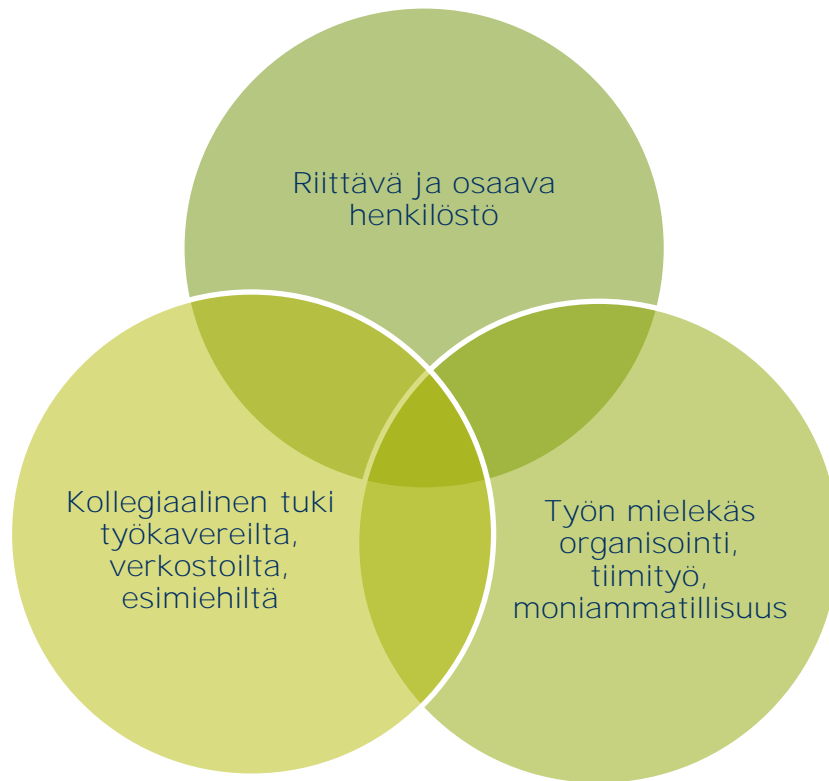 Riittävä ja osaava
henkilöstö
Kollegiaalinen tuki
työkavereilta,
verkostoilta,
esimiehiltä
Työn mielekäs
organisointi,
tiimityö,
moniammatillisuus